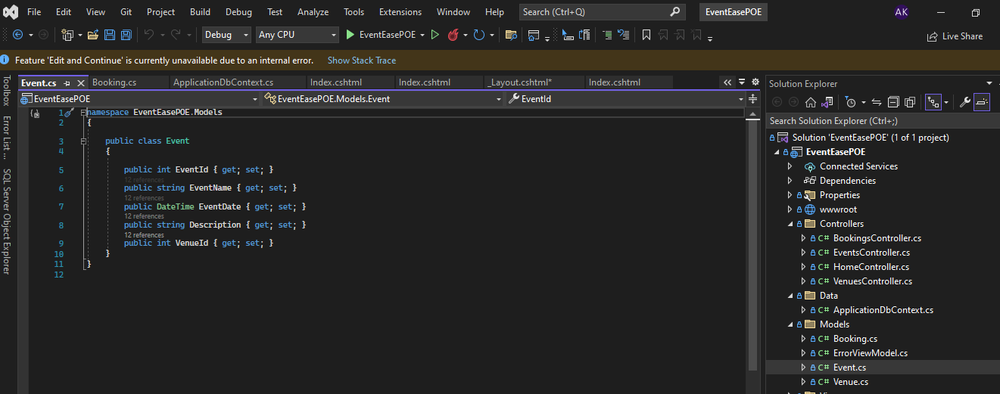 File Edit View Git Project Build Debug Test Analyze Tools Extensions Window Help Search (Ctrl+Q) EventEasePOE AK
Debug Any CPU EventEasePOE Live Share
Feature 'Edit and Continue' is currently unavailable due to an internal error. Show Stack Trace
Toolbox
Error List ...
SQL Server Object Explorer
Event.cs Booking.cs ApplicationDbContext.cs Index.cshtml Index.cshtml _Layout.cshtml* Index.cshtml
EventEasePOE EventEasePOE.Models.Event EventId
1 namespace EventEasePOE.Models
2 {
3 public class Event
4 {
5 public int EventId { get; set; }
12 references
6 public string EventName { get; set; }
12 references
7 public DateTime EventDate { get; set; }
12 references
8 public string Description { get; set; }
12 references
9 public int VenueId { get; set; }
10 }
11 }
12
Solution Explorer
Search Solution Explorer (Ctrl+;)
Solution 'EventEasePOE' (1 of 1 project)
EventEasePOE
Connected Services
Dependencies
Properties
wwwroot
Controllers
C# BookingsController.cs
C# EventsController.cs
C# HomeController.cs
C# VenuesController.cs
Data
C# ApplicationDbContext.cs
Models
C# Booking.cs
C# ErrorViewModel.cs
C# Event.cs
C# Venue.cs